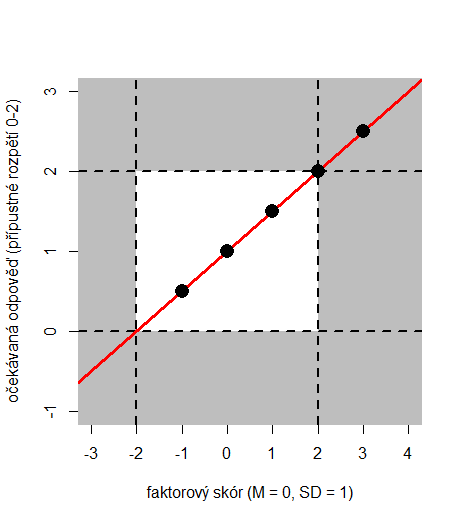 očekávaná odpověď (přípustné rozpětí 0-2)
3
2
1
0
-1
-3 -2 -1 0 1 2 3 4
faktorový skór (M = 0, SD = 1)